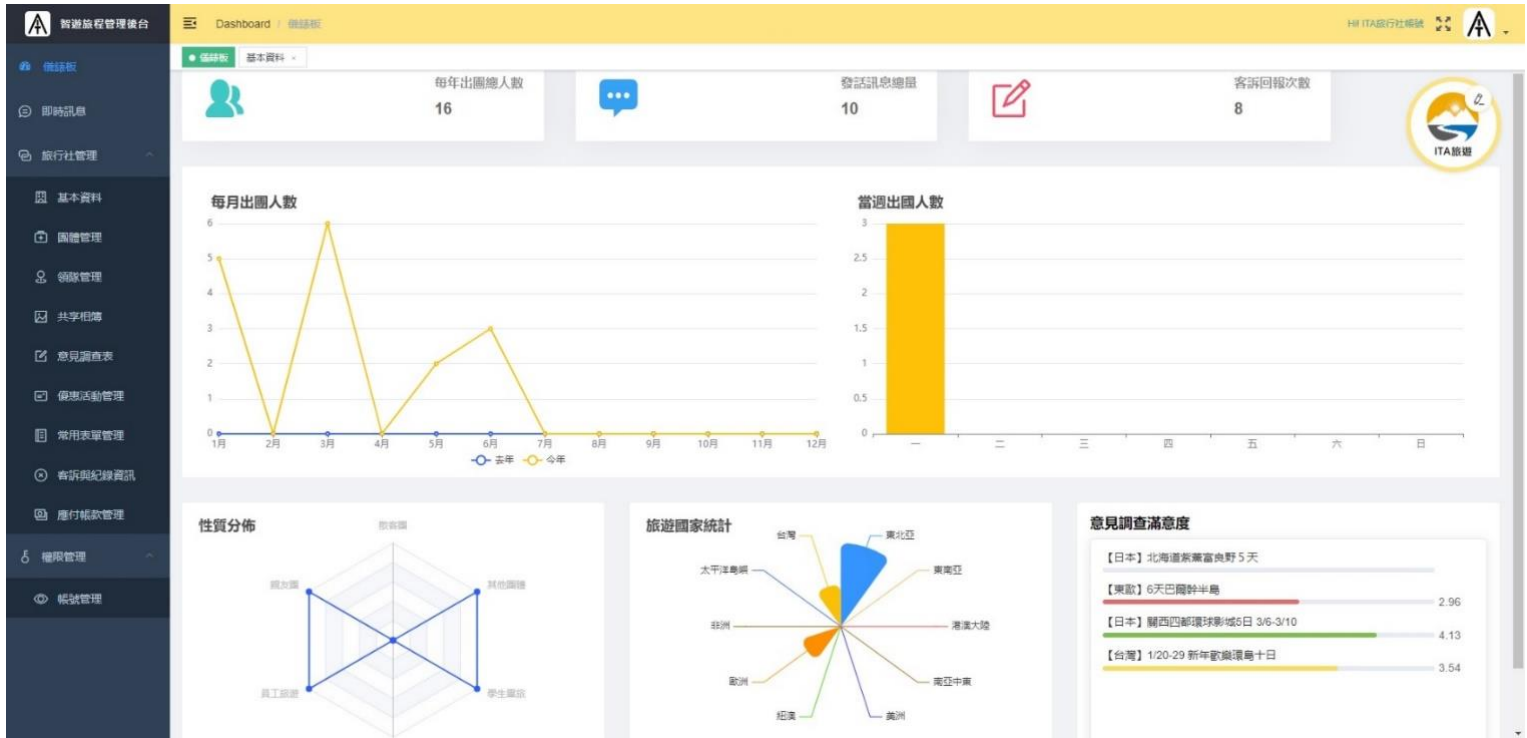 智遊旅程管理後台
Dashboard / 儀錶板
Hi! ITA旅行社帳號
儀錶板
基本資料 ×
儀錶板
即時訊息
旅行社管理
基本資料
團體管理
領隊管理
共享相簿
意見調查表
優惠活動管理
常用表單管理
客訴與紀錄資訊
應付帳款管理
權限管理
帳號管理
每年出團總人數
16
發話訊息總量
10
客訴回報次數
8
ITA旅遊
每月出團人數
6
5
4
3
2
1
0
1月 2月 3月 4月 5月 6月 7月 8月 9月 10月 11月 12月
去年 今年
當週出國人數
3
2.5
2
1.5
1
0.5
0
一 二 三 四 五 六 日
性質分佈
親友團
其他團體
員工旅遊
學生畢旅
旅遊國家統計
台灣
東北亞
太平洋島嶼
東南亞
非洲
港澳大陸
歐洲
南亞中東
紐澳
美洲
意見調查滿意度
【日本】北海道紫薰富良野 5 天
【東歐】6天巴爾幹半島
2.96
【日本】關西四都環球影城5日 3/6-3/10
4.13
【台灣】1/20-29 新年歡樂環島十日
3.54